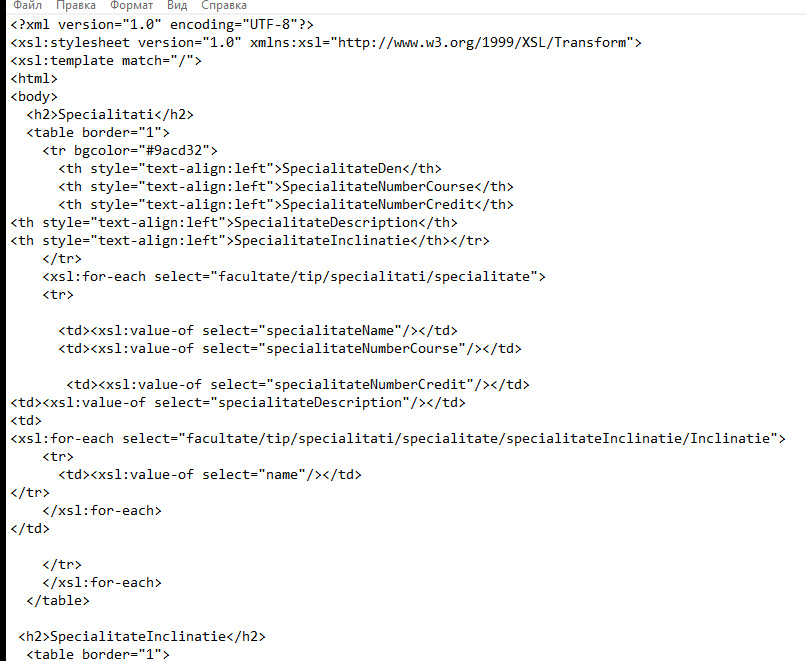 Файл Правка Формат Вид Справка
<?xml version="1.0" encoding="UTF-8"?>
<xsl:stylesheet version="1.0" xmlns:xsl="http://www.w3.org/1999/XSL/Transform">
<xsl:template match="/">
<html>
<body>
<h2>Specialitati</h2>
<table border="1">
<tr bgcolor="#9acd32">
<th style="text-align:left">SpecialitateDen</th>
<th style="text-align:left">SpecialitateNumberCourse</th>
<th style="text-align:left">SpecialitateNumberCredit</th>
<th style="text-align:left">SpecialitateDescription</th>
<th style="text-align:left">SpecialitateInclinatie</th></tr>
</tr>
<xsl:for-each select="facultate/tip/specialitati/specialitate">
<tr>
<td><xsl:value-of select="specialitateName"/></td>
<td><xsl:value-of select="specialitateNumberCourse"/></td>
<td><xsl:value-of select="specialitateNumberCredit"/></td>
<td><xsl:value-of select="specialitateDescription"/></td>
<td>
<xsl:for-each select="facultate/tip/specialitati/specialitate/specialitateInclinatie/Inclinatie">
<tr>
<td><xsl:value-of select="name"/></td>
</tr>
</xsl:for-each>
</td>
</tr>
</xsl:for-each>
</table>
<h2>SpecialitateInclinatie</h2>
<table border="1">